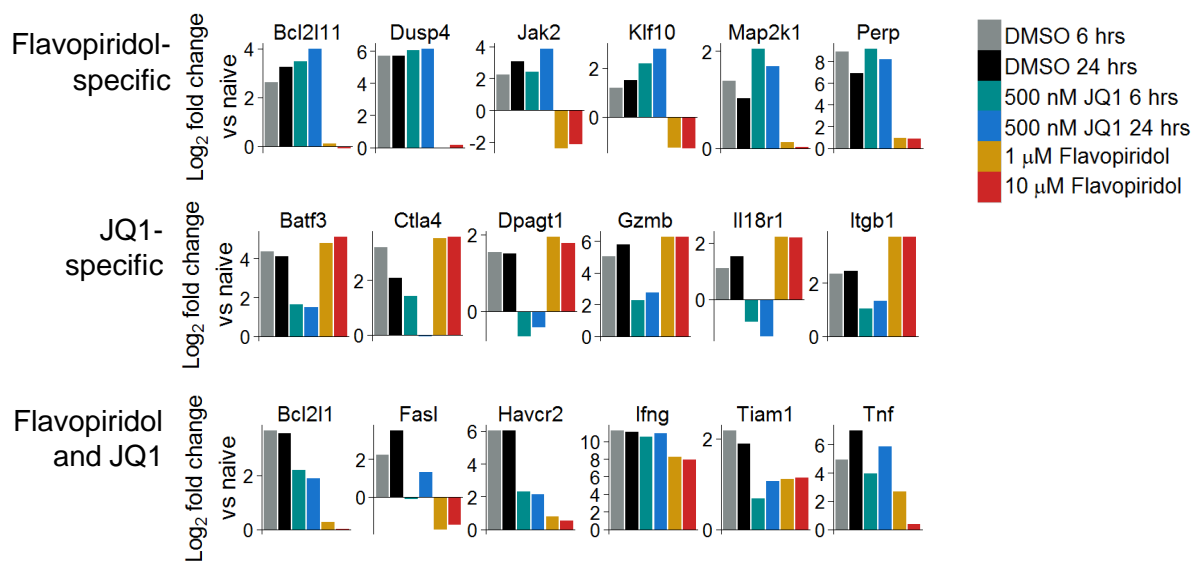 Flavopiridol-
specific
Log2 fold change
vs naive
Bcl2l11
4
2
0
Dusp4
6
4
2
0
Jak2
4
2
0
-2
Klf10
2
0
Map2k1
2
0
Perp
8
6
4
2
0
DMSO 6 hrs
DMSO 24 hrs
500 nM JQ1 6 hrs
500 nM JQ1 24 hrs
1 µM Flavopiridol
10 µM Flavopiridol
JQ1-
specific
Log2 fold change
vs naive
Batf3
4
2
0
Ctla4
2
0
Dpagt1
2
0
Gzmb
6
4
2
0
Il18r1
2
0
Itgb1
2
0
Flavopiridol
and JQ1
Log2 fold change
vs naive
Bcl2l1
2
0
Fasl
2
0
Havcr2
6
4
2
0
Ifng
10
8
6
4
2
0
Tiam1
2
0
Tnf
6
4
2
0